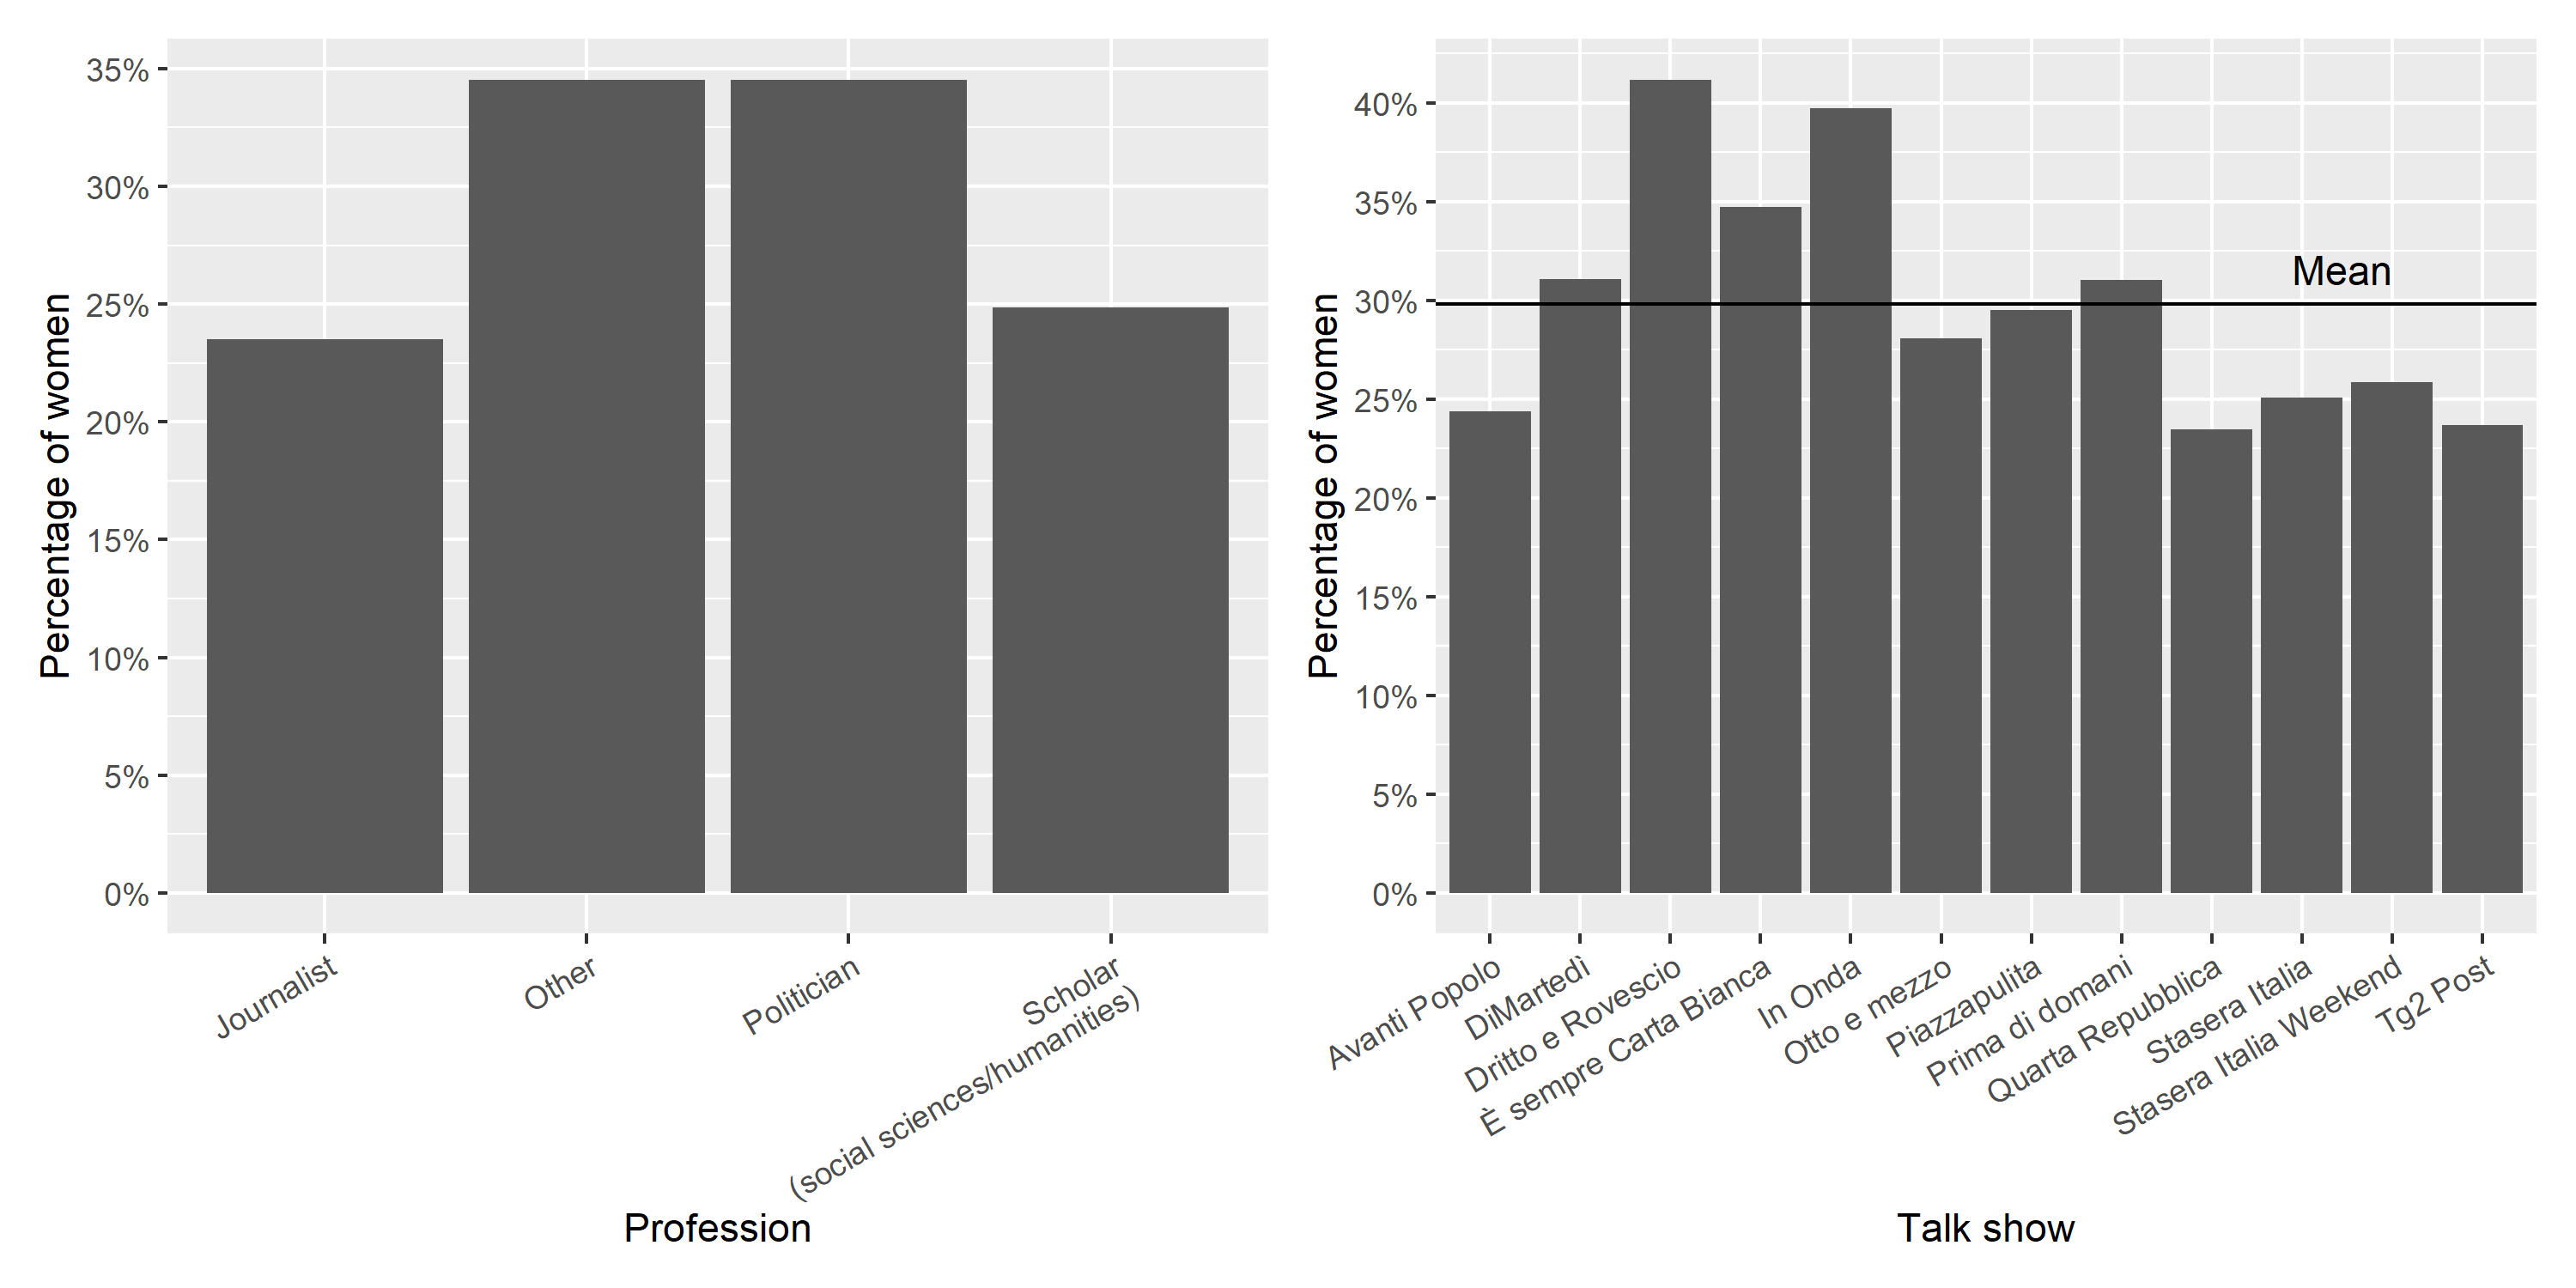 Percentage of women
35%
30%
25%
20%
15%
10%
5%
0%
Journalist
Other
Politician
Scholar
(social sciences/humanities)
Profession
Percentage of women
40%
35%
30%
25%
20%
15%
10%
5%
0%
Mean
Avanti Popolo
DiMartedì
Dritto e Rovescio
È sempre Carta Bianca
In Onda
Otto e mezzo
Piazzapulita
Prima di domani
Quarta Repubblica
Stasera Italia
Stasera Italia Weekend
Tg2 Post
Talk show